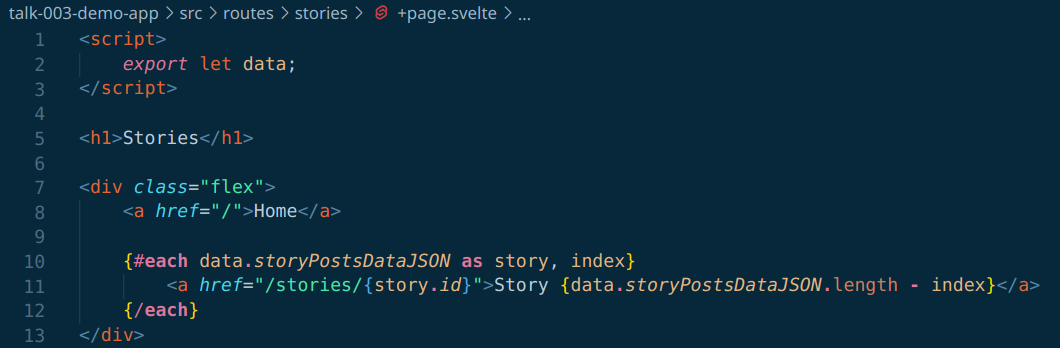 talk-003-demo-app > src > routes > stories > +page.svelte > ...
1 <script>
2 export let data;
3 </script>
4
5 <h1>Stories</h1>
6
7 <div class="flex">
8 <a href="/">Home</a>
9
10 {#each data.storyPostsDataJSON as story, index}
11 <a href="/stories/{story.id}">Story {data.storyPostsDataJSON.length - index}</a>
12 {/each}
13 </div>